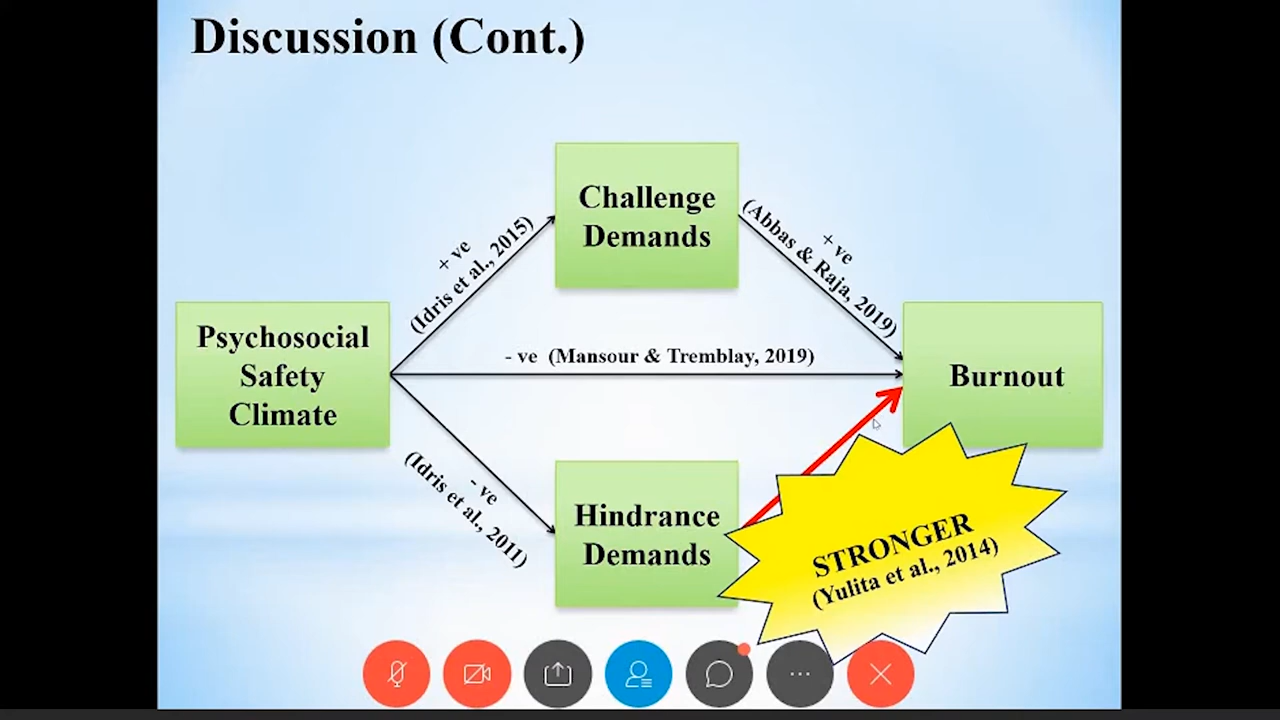 Discussion (Cont.)
Challenge
Demands
+ ve
(Idris et al., 2015)
+ ve
(Abbas & Raja, 2019)
Psychosocial
Safety
Climate
- ve (Mansour & Tremblay, 2019)
Burnout
- ve
(Idris et al., 2011)
Hindrance
Demands
STRONGER
(Yulita et al., 2014)